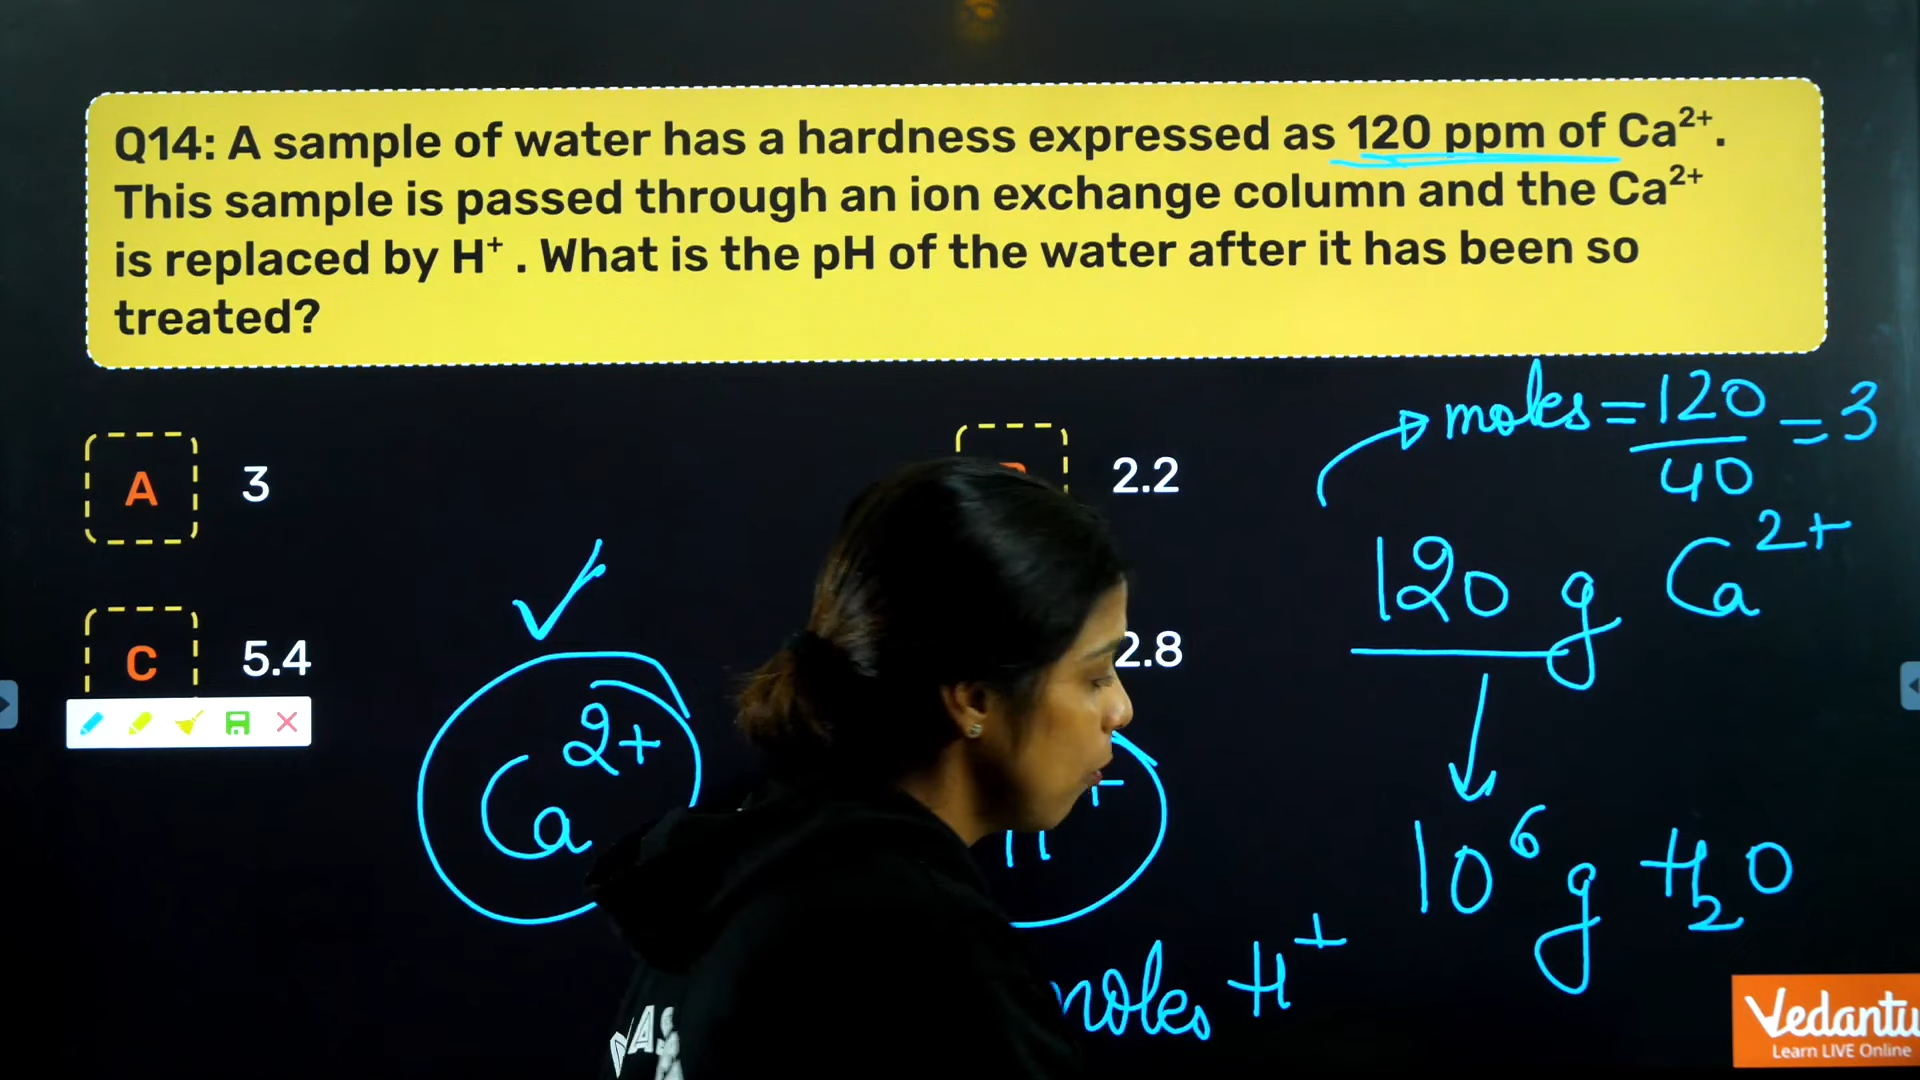 Q14: A sample of water has a hardness expressed as 120 ppm of Ca²⁺.
This sample is passed through an ion exchange column and the Ca²⁺
is replaced by H⁺ . What is the pH of the water after it has been so
treated?
moles = 120/40 = 3
A 3
2.2
120 g Ca²⁺
C 5.4
2.8
Ca²⁺
10⁶ g H₂O
moles H⁺
Vedantu
Learn LIVE Online